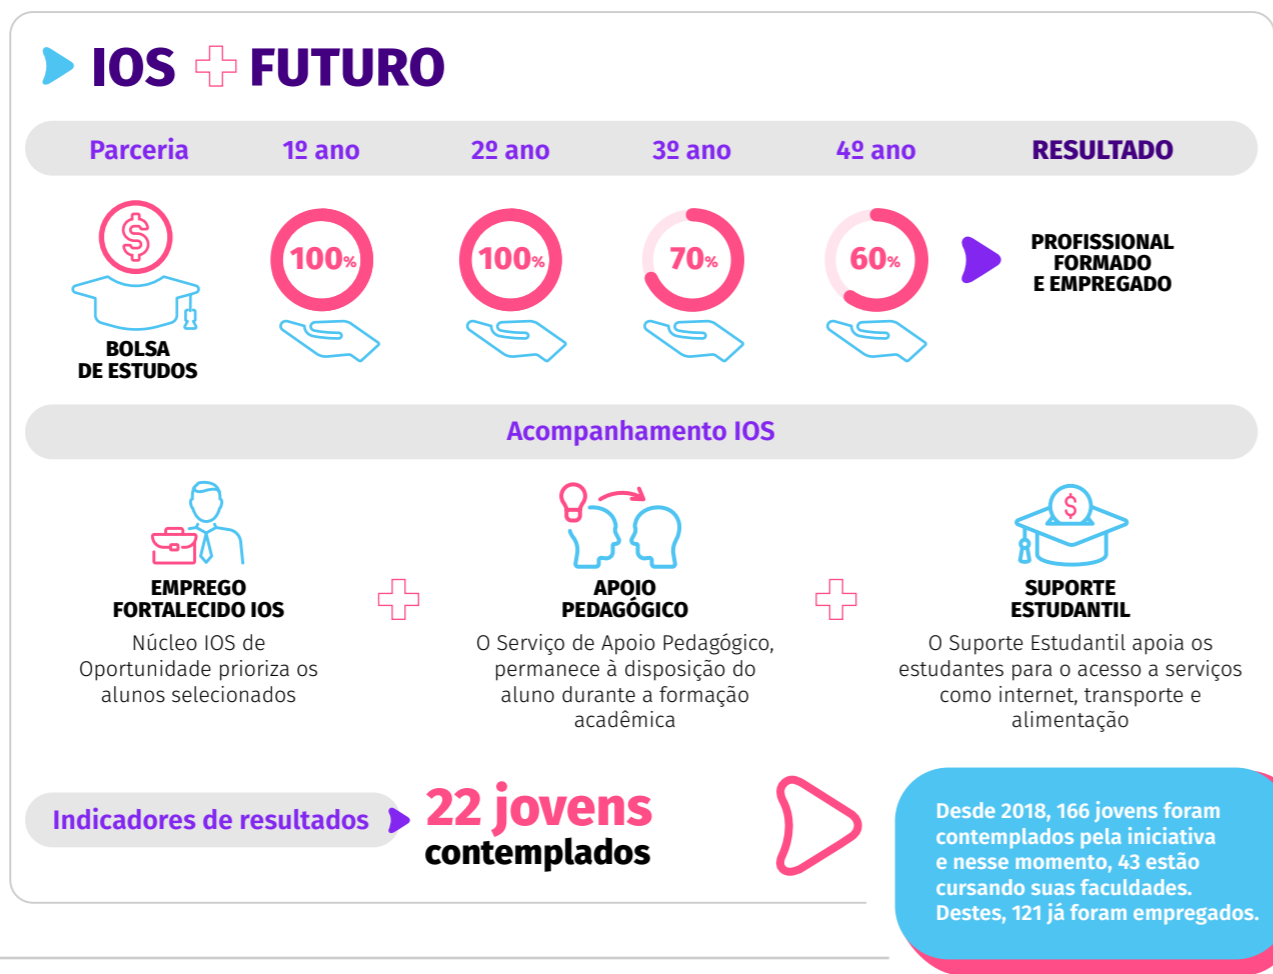 IOS + FUTURO
Parceria 1º ano 2º ano 3º ano 4º ano RESULTADO
$
100% 100% 70% 60%
PROFISSIONAL
FORMADO
E EMPREGADO
BOLSA
DE ESTUDOS
Acompanhamento IOS
$
EMPREGO
FORTALECIDO IOS
Núcleo IOS de
Oportunidade prioriza os
alunos selecionados
APOIO
PEDAGÓGICO
O Serviço de Apoio Pedagógico,
permanece à disposição do
aluno durante a formação
acadêmica
SUPORTE
ESTUDANTIL
O Suporte Estudantil apoia os
estudantes para o acesso a serviços
como internet, transporte e
alimentação
Indicadores de resultados
22 jovens
contemplados
Desde 2018, 166 jovens foram
contemplados pela iniciativa
e nesse momento, 43 estão
cursando suas faculdades.
Destes, 121 já foram empregados.